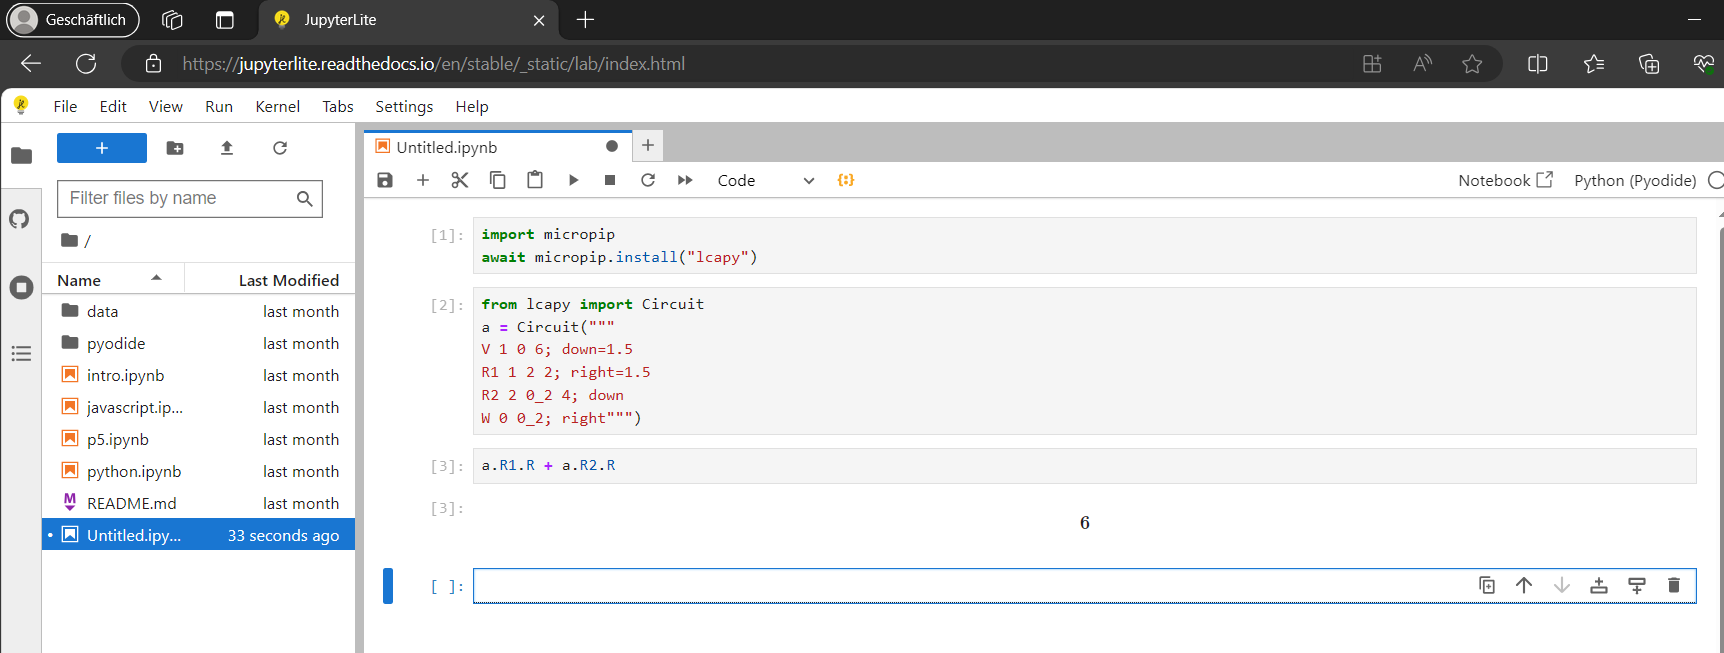 Geschäftlich
JupyterLite
https://jupyterlite.readthedocs.io/en/stable/_static/lab/index.html
File Edit View Run Kernel Tabs Settings Help
Untitled.ipynb
Code
Notebook
Python (Pyodide)
Filter files by name
/
Name Last Modified
data last month
pyodide last month
intro.ipynb last month
javascript.ip... last month
p5.ipynb last month
python.ipynb last month
README.md last month
Untitled.ipy... 33 seconds ago
[1]: import micropip
await micropip.install("lcapy")
[2]: from lcapy import Circuit
a = Circuit("""
V 1 0 6; down=1.5
R1 1 2 2; right=1.5
R2 2 0_2 4; down
W 0 0_2; right""")
[3]: a.R1.R + a.R2.R
[3]:
6
[ ]: